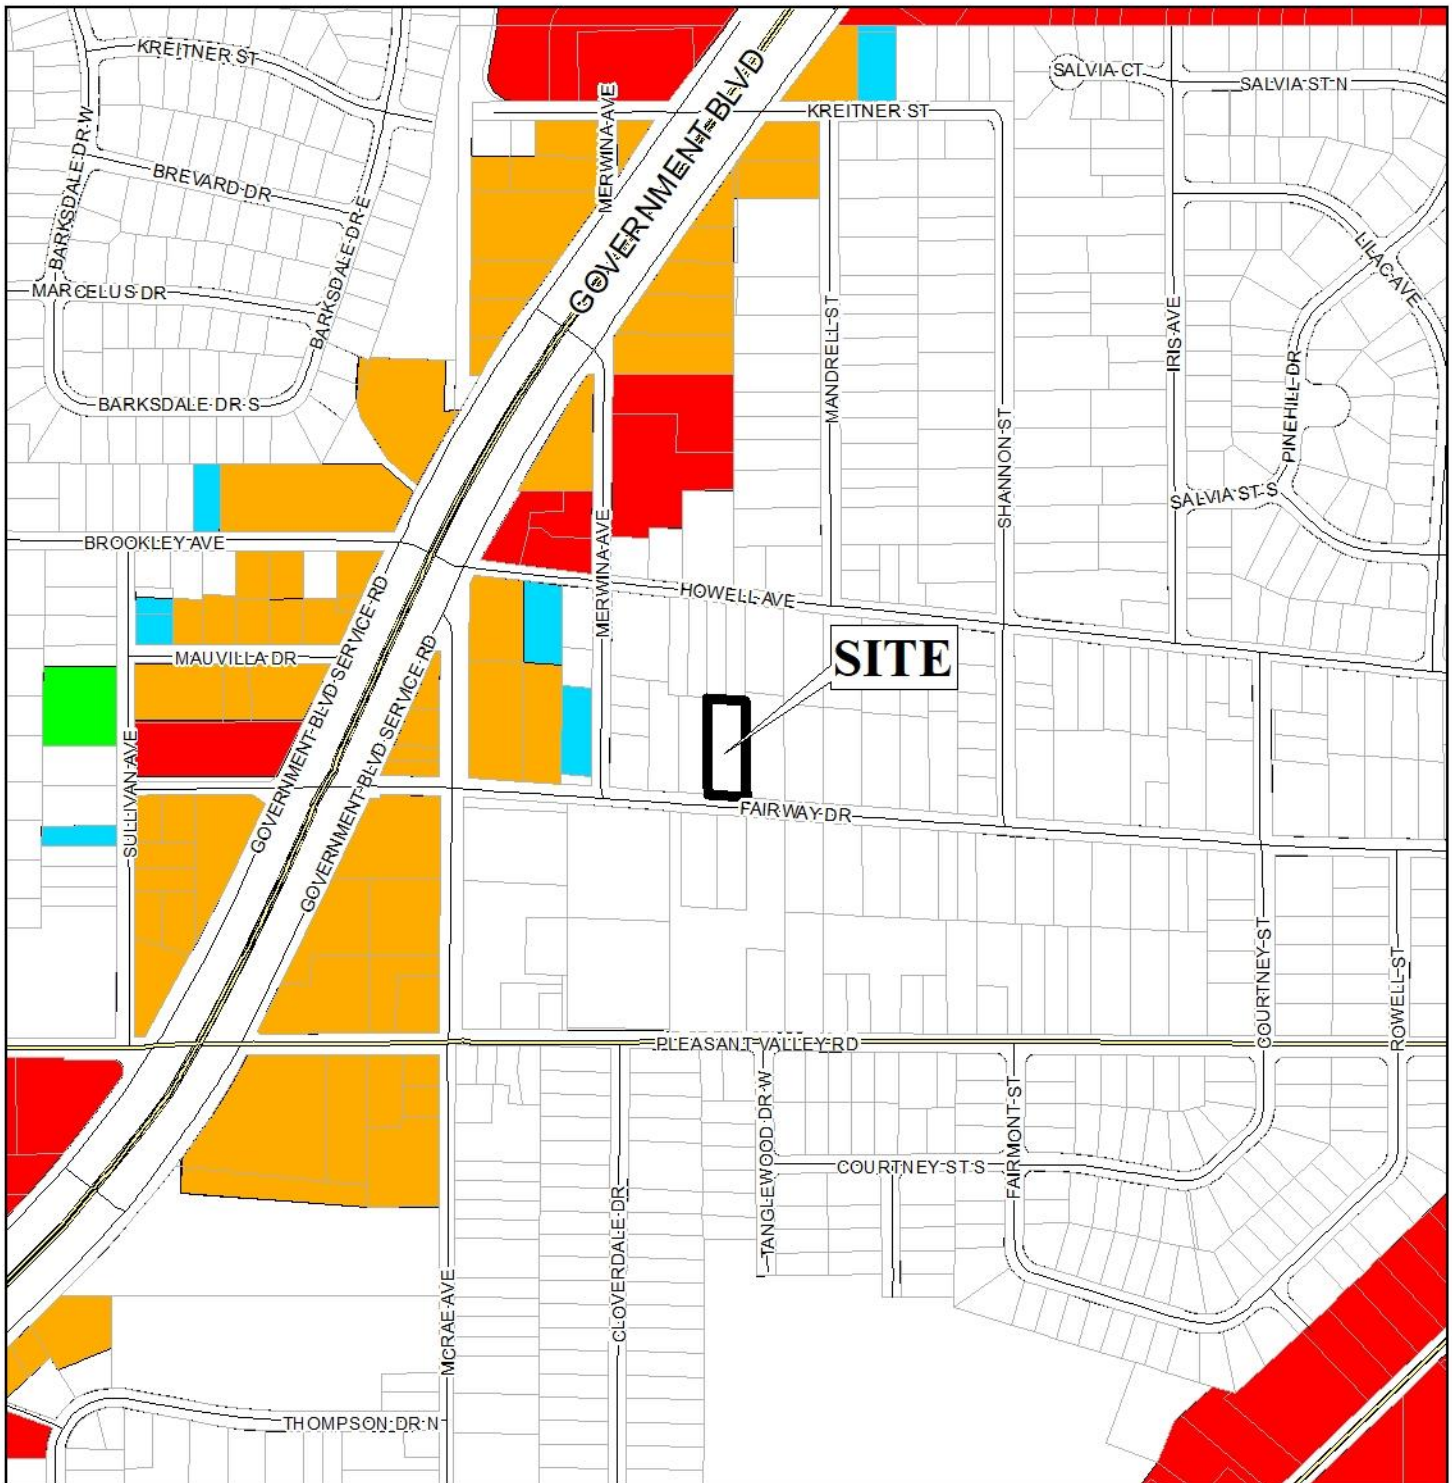 KREITNER ST
SALVIA CT
SALVIA ST N
MERWINA AVE
GOVERNMENT BLVD
KREITNER ST
BARKSDALE DR W
BREVARD DR
BARKSDALE DR E
LILAC AVE
MARCELUS DR
MANDRELL ST
IRIS AVE
PINEHILL DR
BARKSDALE DR S
SHANNON ST
SALVIA ST S
BROOKLEY AVE
MERWINA AVE
HOWELL AVE
GOVERNMENT BLVD SERVICE RD
GOVERNMENT BLVD SERVICE RD
MAUVILLA DR
SITE
SULLIVAN AVE
FAIRWAY DR
COURTNEY ST
ROWELL ST
PLEASANT VALLEY RD
TANGLEWOOD DR W
FAIRMONT ST
COURTNEY ST S
CLOVERDALE DR
MCRAE AVE
THOMPSON DR N